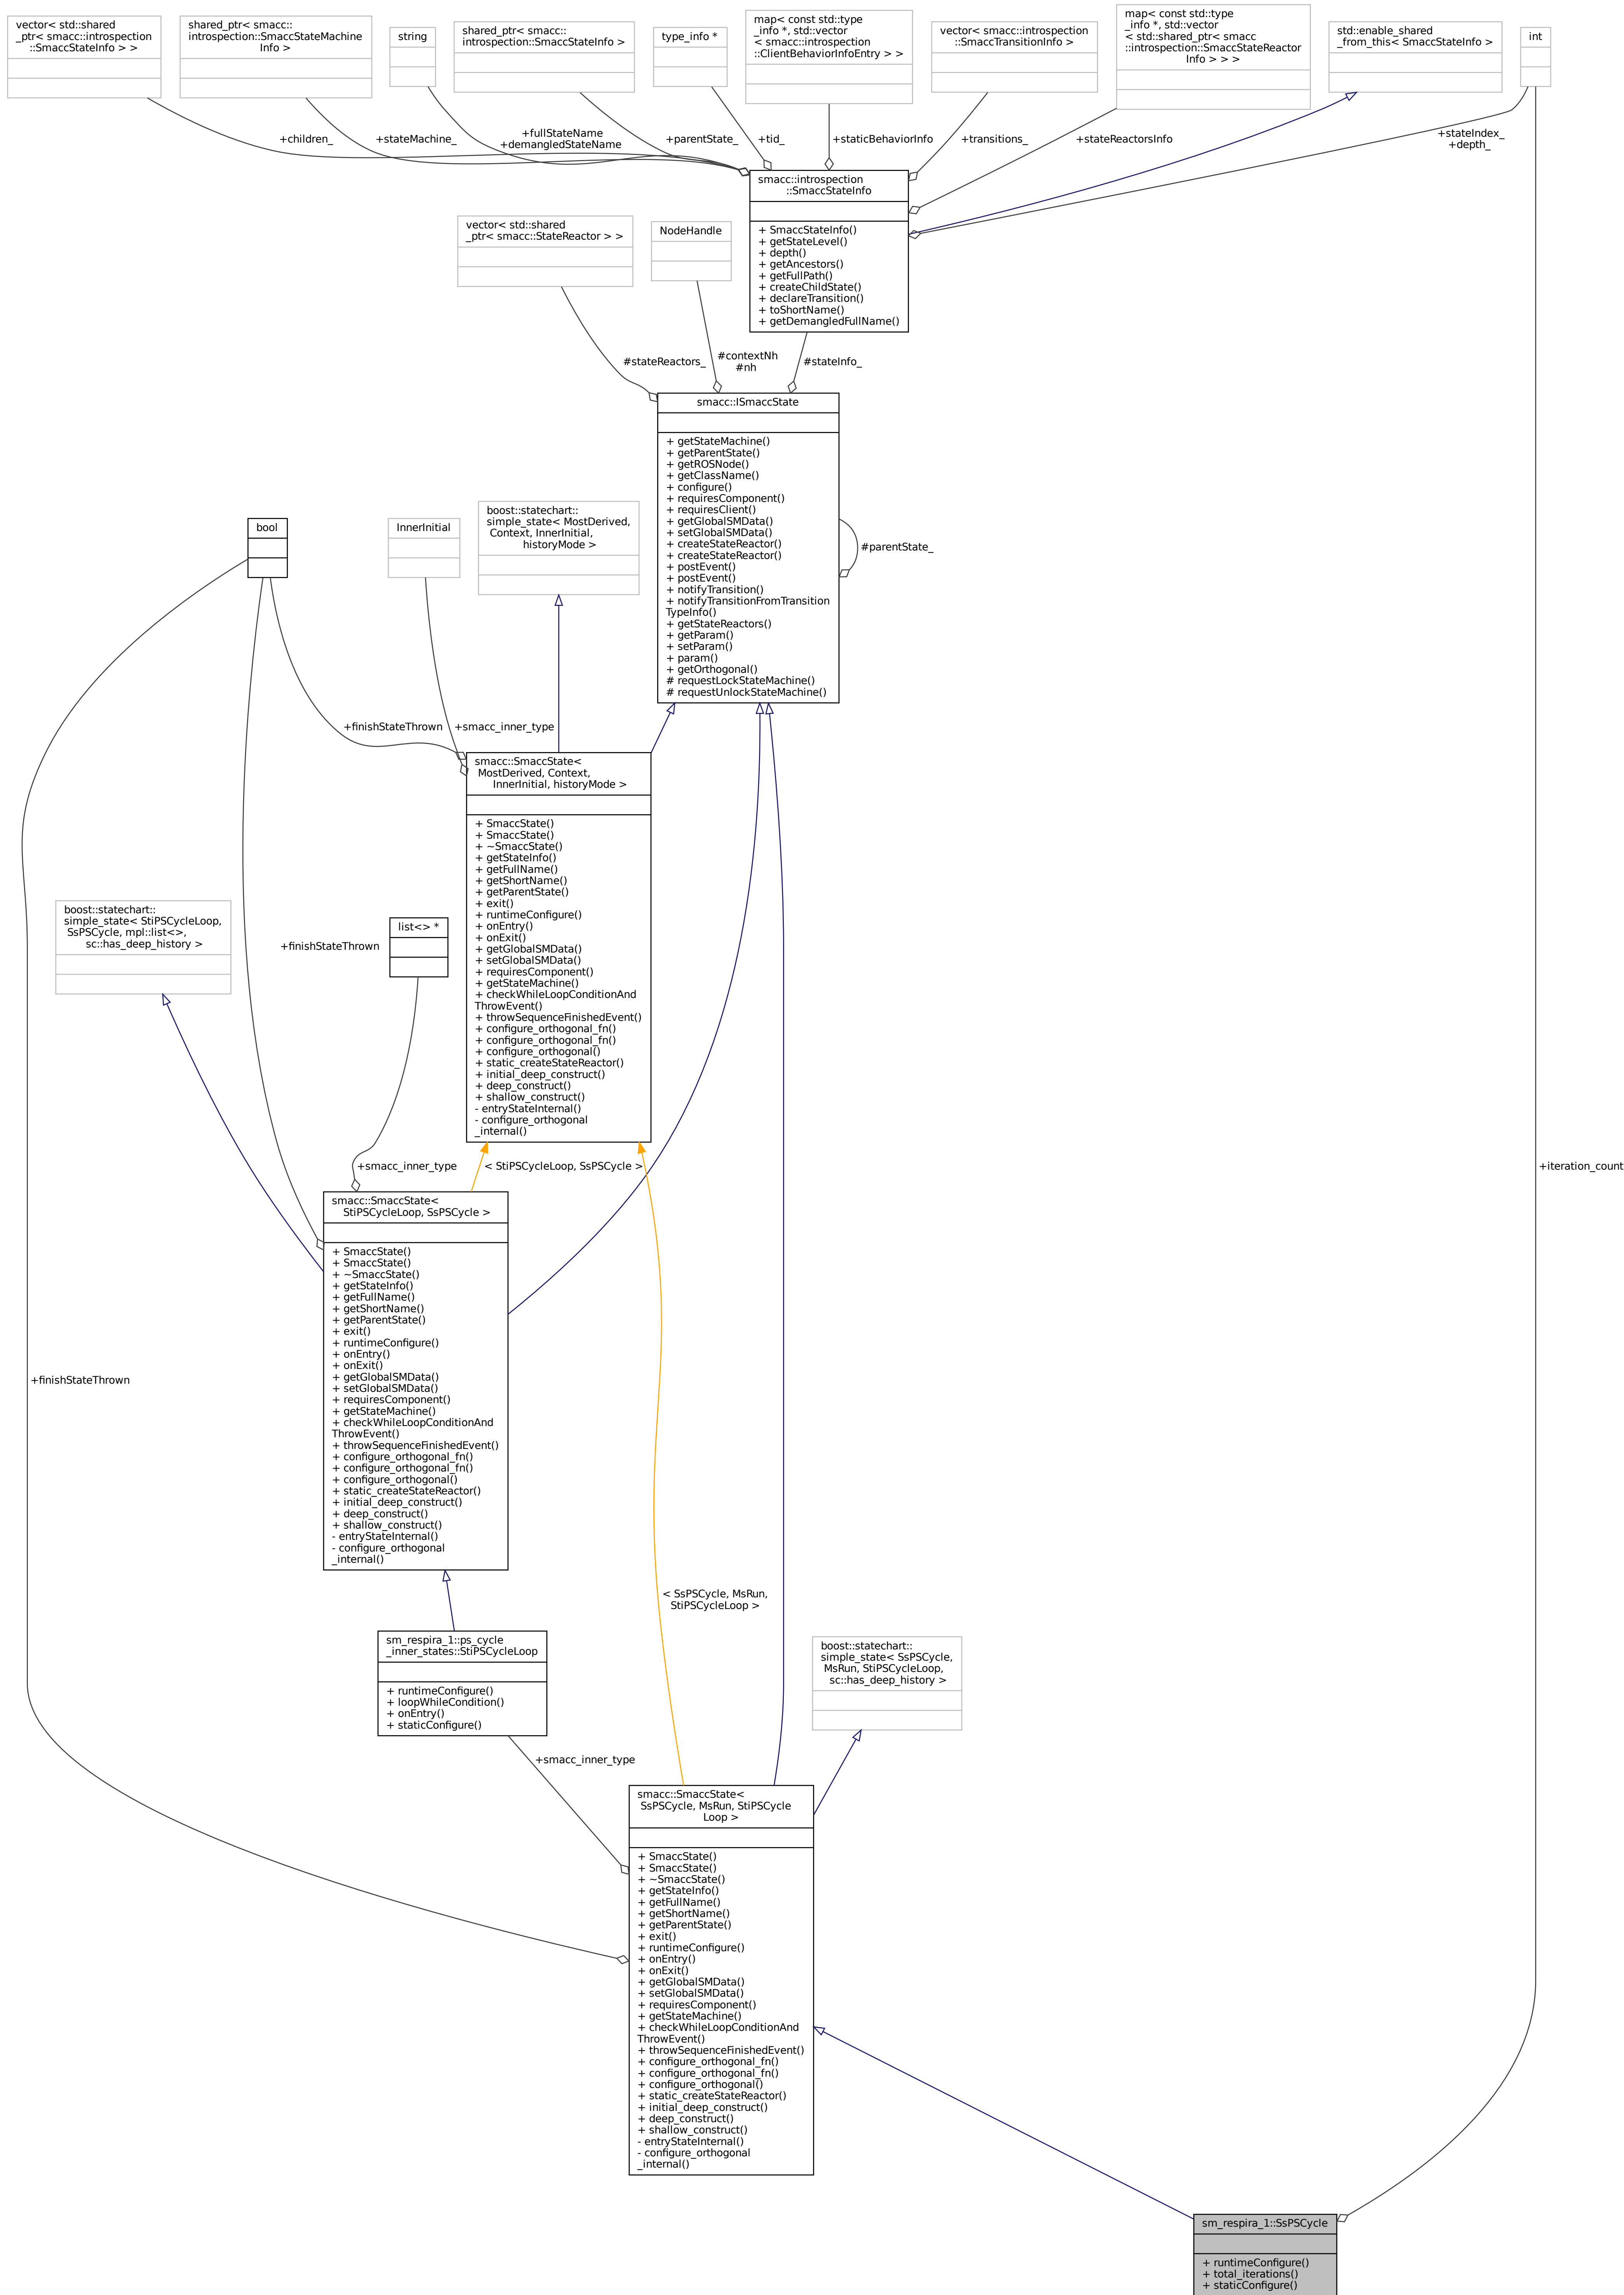 vector< std::shared
_ptr< smacc::introspection
::SmaccStateInfo > >
shared_ptr< smacc::
introspection::SmaccStateMachine
Info >
string
shared_ptr< smacc::
introspection::SmaccStateInfo >
type_info *
map< const std::type
_info *, std::vector
< smacc::introspection
::ClientBehaviorInfoEntry > >
vector< smacc::introspection
::SmaccTransitionInfo >
map< const std::type
_info *, std::vector
< std::shared_ptr< smacc
::introspection::SmaccStateReactor
Info > > >
std::enable_shared
_from_this< SmaccStateInfo >
int
+children_
+stateMachine_
+fullStateName
+demangledStateName
+parentState_
+tid_
+staticBehaviorInfo
+transitions_
+stateReactorsInfo
+stateIndex_
+depth_
smacc::introspection
::SmaccStateInfo
+ SmaccStateInfo()
+ getStateLevel()
+ depth()
+ getAncestors()
+ getFullPath()
+ createChildState()
+ declareTransition()
+ toShortName()
+ getDemangledFullName()
vector< std::shared
_ptr< smacc::StateReactor > >
NodeHandle
#stateReactors_
#contextNh
#nh
#stateInfo_
smacc::ISmaccState
+ getStateMachine()
+ getParentState()
+ getROSNode()
+ getClassName()
+ configure()
+ requiresComponent()
+ requiresClient()
+ getGlobalSMData()
+ setGlobalSMData()
+ createStateReactor()
+ createStateReactor()
+ postEvent()
+ postEvent()
+ notifyTransition()
+ notifyTransitionFromTransition
TypeInfo()
+ getStateReactors()
+ getParam()
+ setParam()
+ param()
+ getOrthogonal()
# requestLockStateMachine()
# requestUnlockStateMachine()
#parentState_
bool
InnerInitial
boost::statechart::
simple_state< MostDerived,
Context, InnerInitial,
historyMode >
+finishStateThrown
+smacc_inner_type
smacc::SmaccState<
MostDerived, Context,
InnerInitial, historyMode >
+ SmaccState()
+ SmaccState()
+ ~SmaccState()
+ getStateInfo()
+ getFullName()
+ getShortName()
+ getParentState()
+ exit()
+ runtimeConfigure()
+ onEntry()
+ onExit()
+ getGlobalSMData()
+ setGlobalSMData()
+ requiresComponent()
+ getStateMachine()
+ checkWhileLoopConditionAnd
ThrowEvent()
+ throwSequenceFinishedEvent()
+ configure_orthogonal_fn()
+ configure_orthogonal_fn()
+ configure_orthogonal()
+ static_createStateReactor()
+ initial_deep_construct()
+ deep_construct()
+ shallow_construct()
- entryStateInternal()
- configure_orthogonal
_internal()
boost::statechart::
simple_state< StiPSCycleLoop,
SsPSCycle, mpl::list<>,
sc::has_deep_history >
+finishStateThrown
list<> *
+smacc_inner_type
< StiPSCycleLoop, SsPSCycle >
+iteration_count
smacc::SmaccState<
StiPSCycleLoop, SsPSCycle >
+ SmaccState()
+ SmaccState()
+ ~SmaccState()
+ getStateInfo()
+ getFullName()
+ getShortName()
+ getParentState()
+ exit()
+ runtimeConfigure()
+ onEntry()
+ onExit()
+ getGlobalSMData()
+ setGlobalSMData()
+ requiresComponent()
+ getStateMachine()
+ checkWhileLoopConditionAnd
ThrowEvent()
+ throwSequenceFinishedEvent()
+ configure_orthogonal_fn()
+ configure_orthogonal_fn()
+ configure_orthogonal()
+ static_createStateReactor()
+ initial_deep_construct()
+ deep_construct()
+ shallow_construct()
- entryStateInternal()
- configure_orthogonal
_internal()
+finishStateThrown
< SsPSCycle, MsRun,
StiPSCycleLoop >
sm_respira_1::ps_cycle
_inner_states::StiPSCycleLoop
+ runtimeConfigure()
+ loopWhileCondition()
+ onEntry()
+ staticConfigure()
boost::statechart::
simple_state< SsPSCycle,
MsRun, StiPSCycleLoop,
sc::has_deep_history >
+smacc_inner_type
smacc::SmaccState<
SsPSCycle, MsRun, StiPSCycle
Loop >
+ SmaccState()
+ SmaccState()
+ ~SmaccState()
+ getStateInfo()
+ getFullName()
+ getShortName()
+ getParentState()
+ exit()
+ runtimeConfigure()
+ onEntry()
+ onExit()
+ getGlobalSMData()
+ setGlobalSMData()
+ requiresComponent()
+ getStateMachine()
+ checkWhileLoopConditionAnd
ThrowEvent()
+ throwSequenceFinishedEvent()
+ configure_orthogonal_fn()
+ configure_orthogonal_fn()
+ configure_orthogonal()
+ static_createStateReactor()
+ initial_deep_construct()
+ deep_construct()
+ shallow_construct()
- entryStateInternal()
- configure_orthogonal
_internal()
sm_respira_1::SsPSCycle
+ runtimeConfigure()
+ total_iterations()
+ staticConfigure()